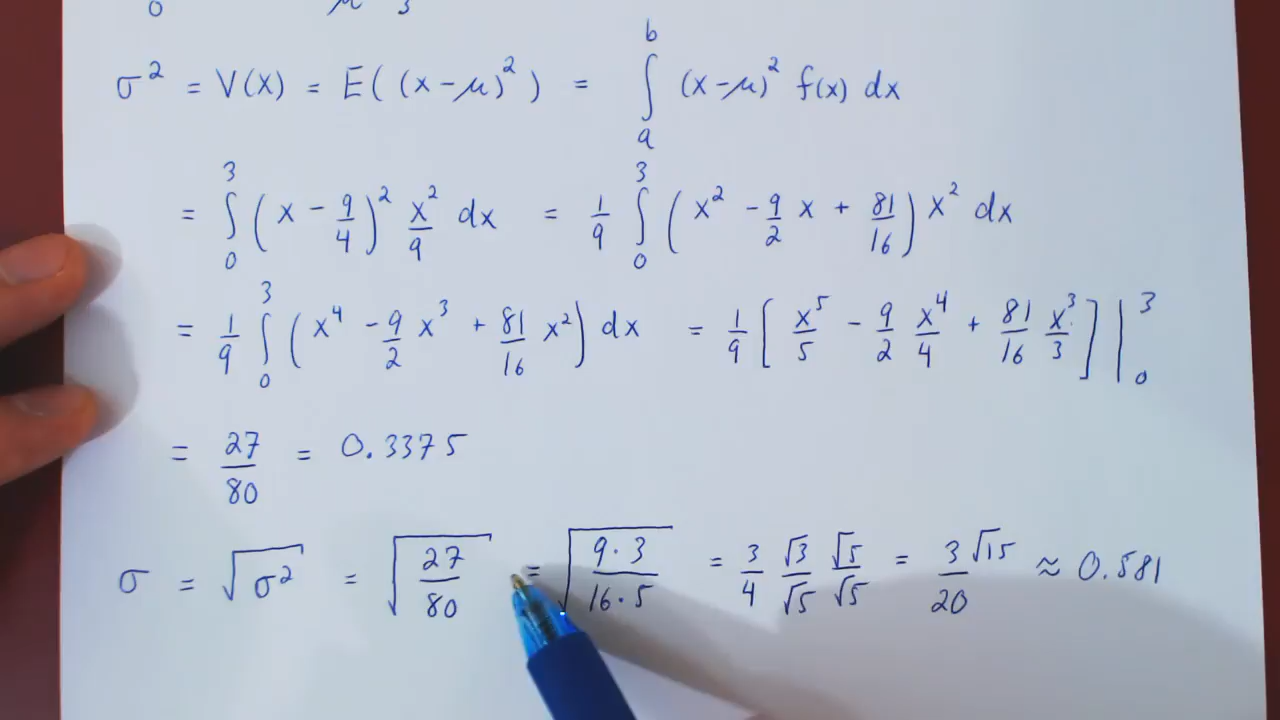 0 μ 3
σ² = V(X) = E((x-μ)²) = ∫ₐᵇ (x-μ)² f(x) dx
= ∫₀³ (x - 9/4)² x²/9 dx = 1/9 ∫₀³ (x² - 9/2 x + 81/16) x² dx
= 1/9 ∫₀³ (x⁴ - 9/2 x³ + 81/16 x²) dx = 1/9 [x⁵/5 - 9/2 x⁴/4 + 81/16 x³/3] |₀³
= 27/80 = 0.3375
σ = √σ² = √(27/80) = √((9·3)/(16·5)) = 3/4 √3/√5 √5/√5 = 3√15/20 ≈ 0.581